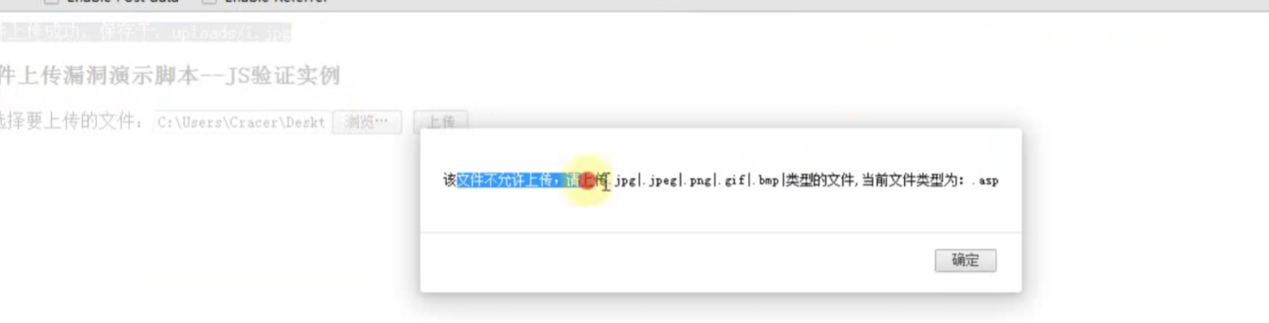 Enable Post data Enable Referrer
件上传成功，保存于：uploads/1.jpg
件上传漏洞演示脚本--JS验证实例
选择要上传的文件： C:\Users\Cracer\Deskt 浏览… 上传
该文件不允许上传，请上传.jpg|.jpeg|.png|.gif|.bmp|类型的文件,当前文件类型为：.asp
确定